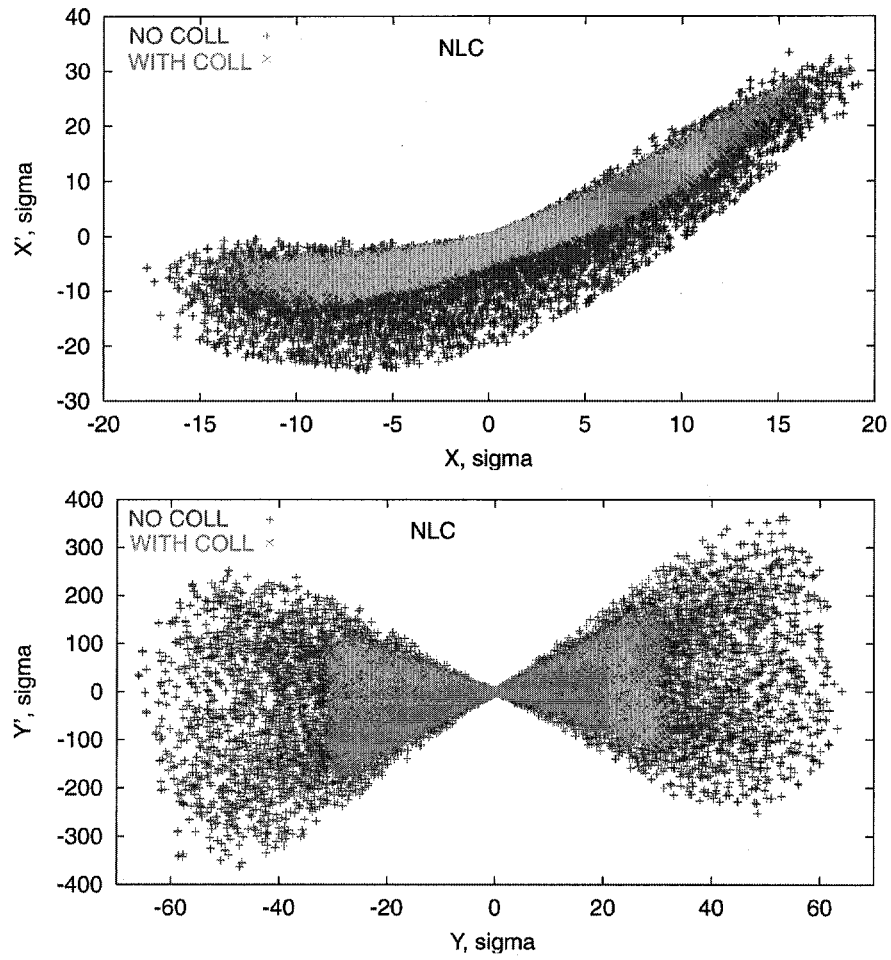 40
30
20
10
0
-10
-20
-30
NO COLL +
WITH COLL ×
NLC
X', sigma
-20 -15 -10 -5 0 5 10 15 20
X, sigma
400
300
200
100
0
-100
-200
-300
-400
NO COLL +
WITH COLL ×
NLC
Y', sigma
-60 -40 -20 0 20 40 60
Y, sigma